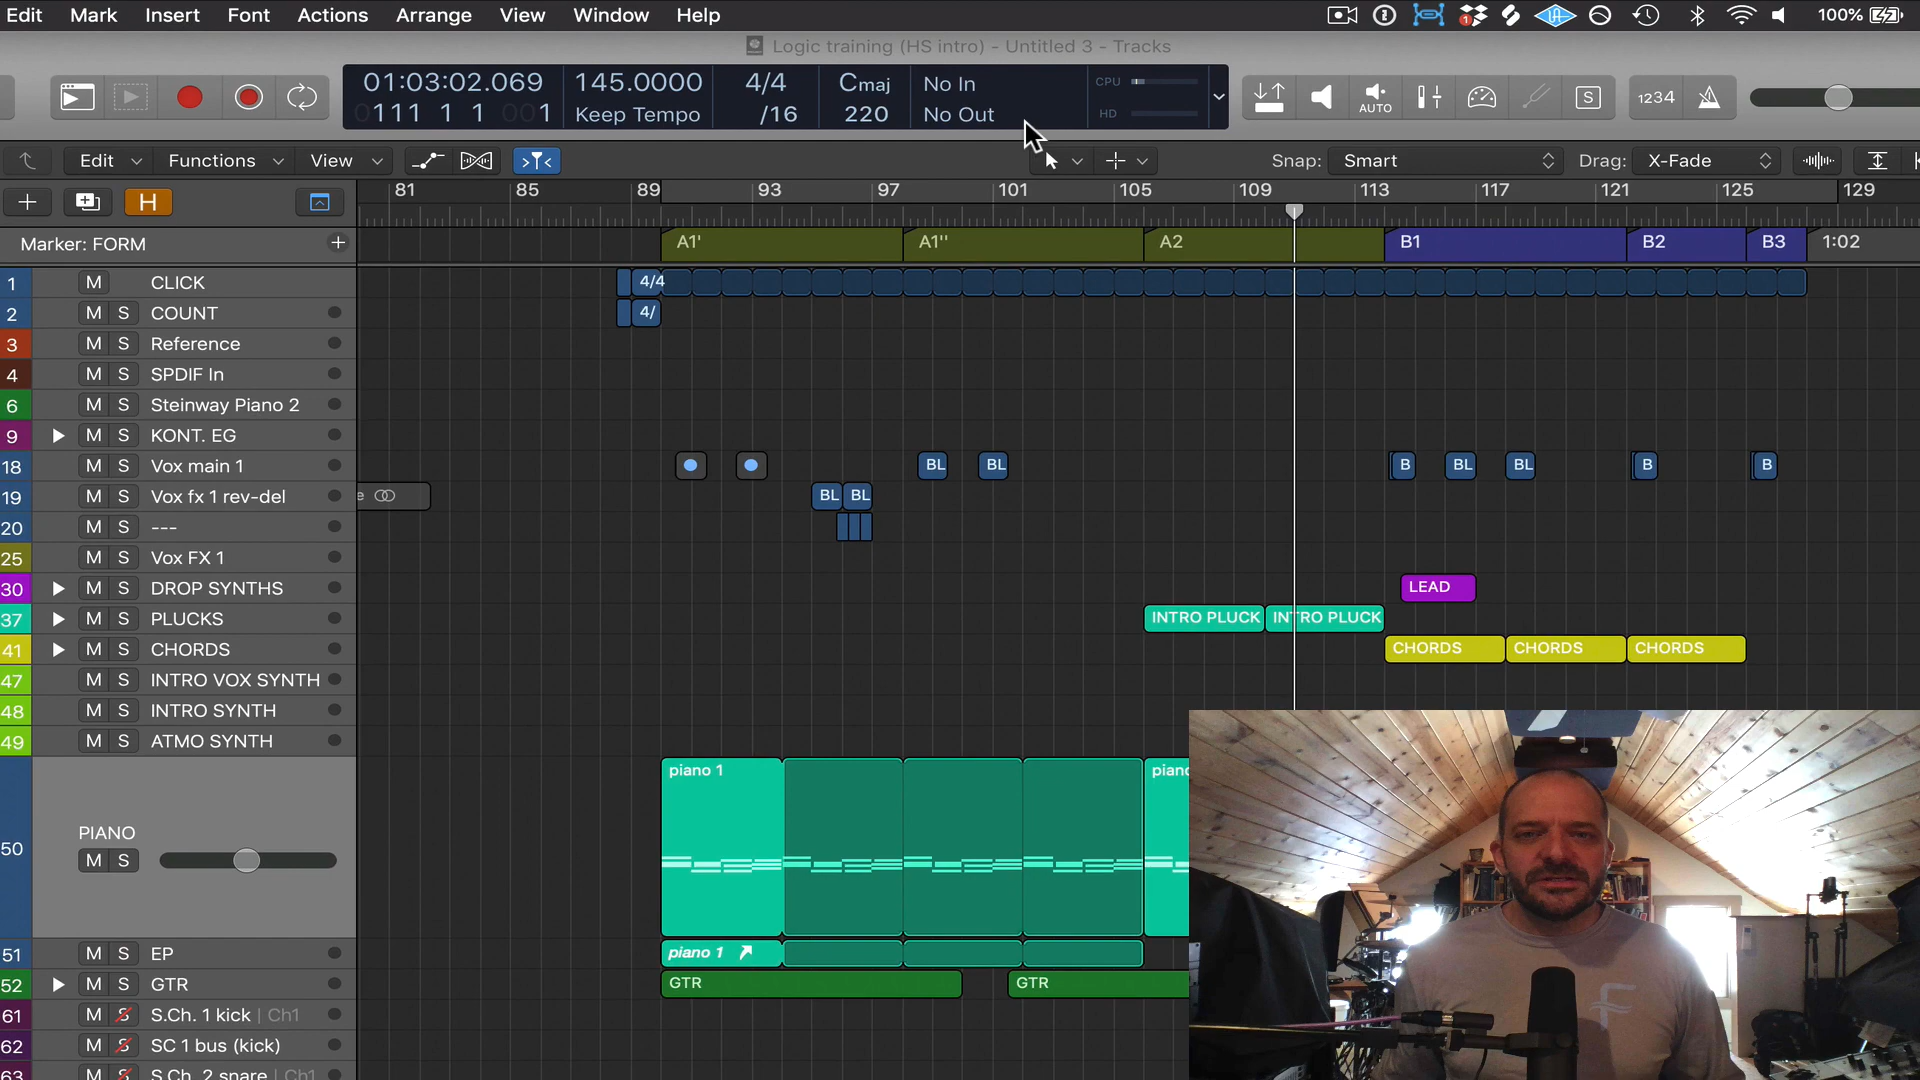 Edit Mark Insert Font Actions Arrange View Window Help 100%
Logic training (HS intro) - Untitled 3 - Tracks
01:03:02.069 145.0000 4/4 Cmaj No In CPU
0111 1 1 001 Keep Tempo /16 220 No Out HD
AUTO S 1234
Edit Functions View Snap: Smart Drag: X-Fade
H 81 85 89 93 97 101 105 109 113 117 121 125 129
Marker: FORM A1' A1'' A2 B1 B2 B3 1:02
1 M CLICK 4/4
2 M S COUNT 4/
3 M S Reference
4 M S SPDIF In
6 M S Steinway Piano 2
9 M S KONT. EG
18 M S Vox main 1 BL BL B BL BL B B
19 M S Vox fx 1 rev-del e BL BL
20 M S ---
25 M S Vox FX 1
30 M S DROP SYNTHS LEAD
37 M S PLUCKS INTRO PLUCK INTRO PLUCK
41 M S CHORDS CHORDS CHORDS CHORDS
47 M S INTRO VOX SYNTH
48 M S INTRO SYNTH
49 M S ATMO SYNTH
piano 1 piano
50 PIANO
M S
51 M S EP piano 1
52 M S GTR GTR GTR
61 M S S.Ch. 1 kick | Ch1
62 M S SC 1 bus (kick)
63 M S S.Ch. 2 snare | Ch1